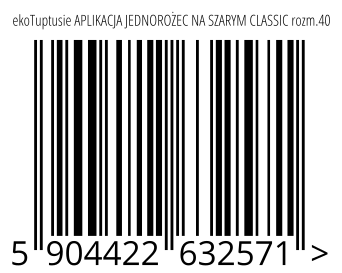 ekoTuptusie APLIKACJA JEDNOROŻEC NA SZARYM CLASSIC rozm.40
5 904422 632571 >